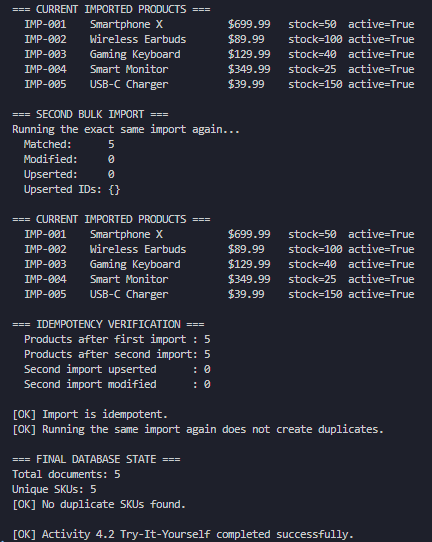 === CURRENT IMPORTED PRODUCTS ===
IMP-001 Smartphone X $699.99 stock=50 active=True
IMP-002 Wireless Earbuds $89.99 stock=100 active=True
IMP-003 Gaming Keyboard $129.99 stock=40 active=True
IMP-004 Smart Monitor $349.99 stock=25 active=True
IMP-005 USB-C Charger $39.99 stock=150 active=True
=== SECOND BULK IMPORT ===
Running the exact same import again...
Matched: 5
Modified: 0
Upserted: 0
Upserted IDs: {}
=== CURRENT IMPORTED PRODUCTS ===
IMP-001 Smartphone X $699.99 stock=50 active=True
IMP-002 Wireless Earbuds $89.99 stock=100 active=True
IMP-003 Gaming Keyboard $129.99 stock=40 active=True
IMP-004 Smart Monitor $349.99 stock=25 active=True
IMP-005 USB-C Charger $39.99 stock=150 active=True
=== IDEMPOTENCY VERIFICATION ===
Products after first import : 5
Products after second import: 5
Second import upserted : 0
Second import modified : 0
[OK] Import is idempotent.
[OK] Running the same import again does not create duplicates.
=== FINAL DATABASE STATE ===
Total documents: 5
Unique SKUs: 5
[OK] No duplicate SKUs found.
[OK] Activity 4.2 Try-It-Yourself completed successfully.